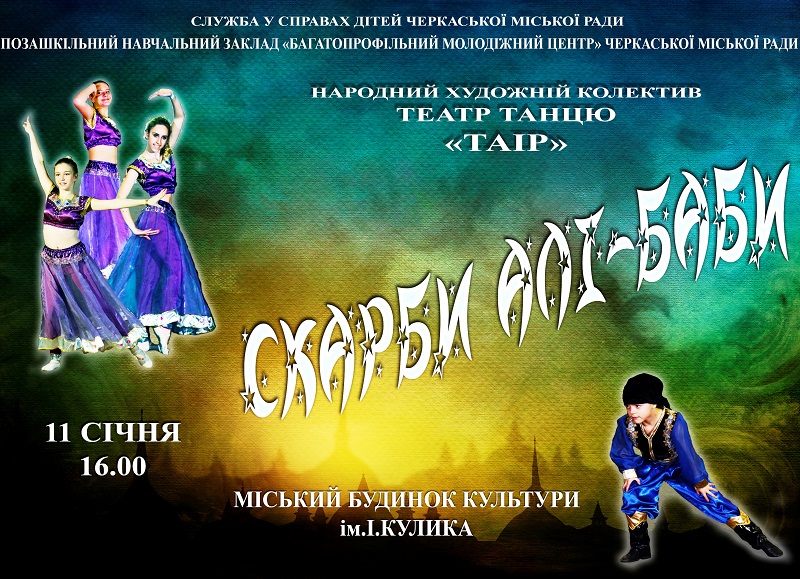 СЛУЖБА У СПРАВАХ ДІТЕЙ ЧЕРКАСЬКОЇ МІСЬКОЇ РАДИ
ПОЗАШКІЛЬНИЙ НАВЧАЛЬНИЙ ЗАКЛАД «БАГАТОПРОФІЛЬНИЙ МОЛОДІЖНИЙ ЦЕНТР» ЧЕРКАСЬКОЇ МІСЬКОЇ РАДИ
НАРОДНИЙ ХУДОЖНІЙ КОЛЕКТИВ
ТЕАТР ТАНЦЮ
«ТАІР»
СКАРБИ АЛІ-БАБИ
11 СІЧНЯ
16.00
МІСЬКИЙ БУДИНОК КУЛЬТУРИ
ім.І.КУЛИКА